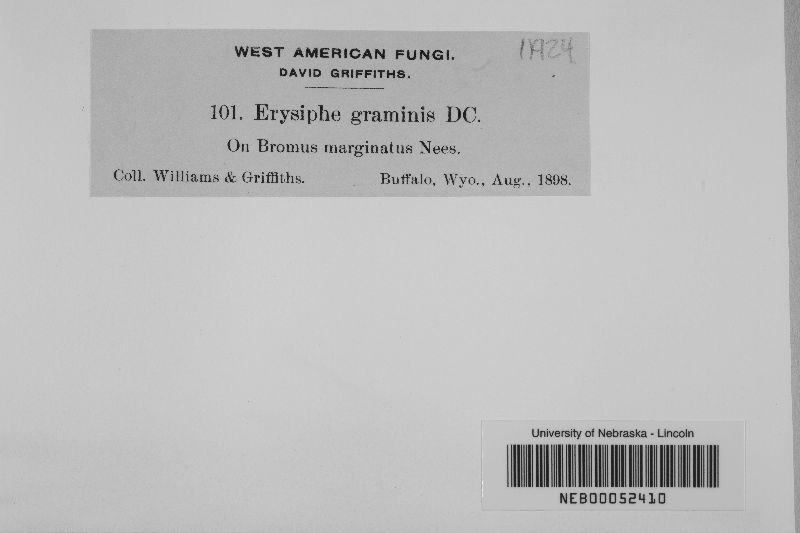 WEST AMERICAN FUNGI.
DAVID GRIFFITHS.
101. Erysiphe graminis DC.
On Bromus marginatus Nees.
Coll. Williams & Griffiths. Buffalo, Wyo., Aug., 1898.
University of Nebraska - Lincoln
NEB00052410